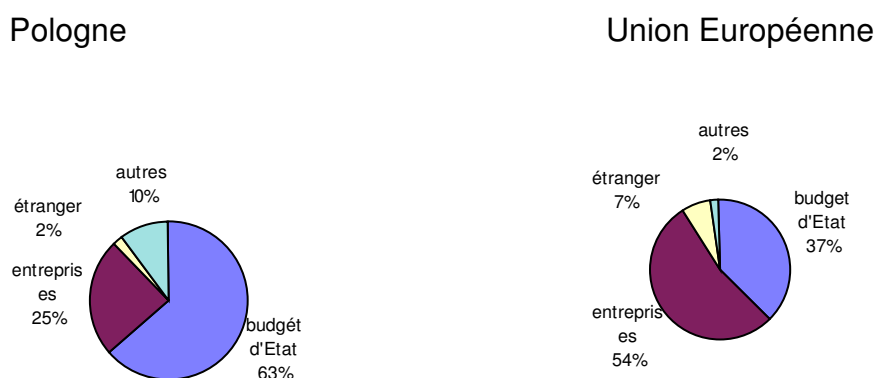 Pologne
Union Européenne
autres
10%
étranger
2%
entrepris
es
25%
budgét
d'Etat
63%
autres
2%
étranger
7%
budget
d'Etat
37%
entrepris
es
54%